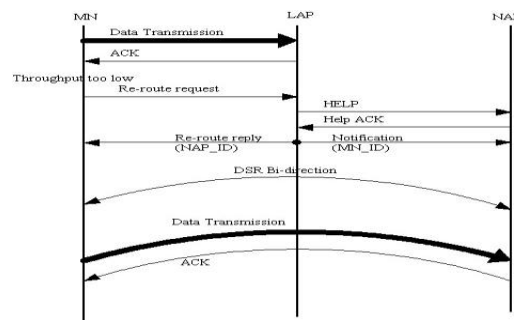 MN LAP NAP
Data Transmission
ACK
Throughput too low
Re-route request
HELP
Help ACK
Re-route reply Notification
(NAP_ID) (MN_ID)
DSR Bi-direction
Data Transmission
ACK